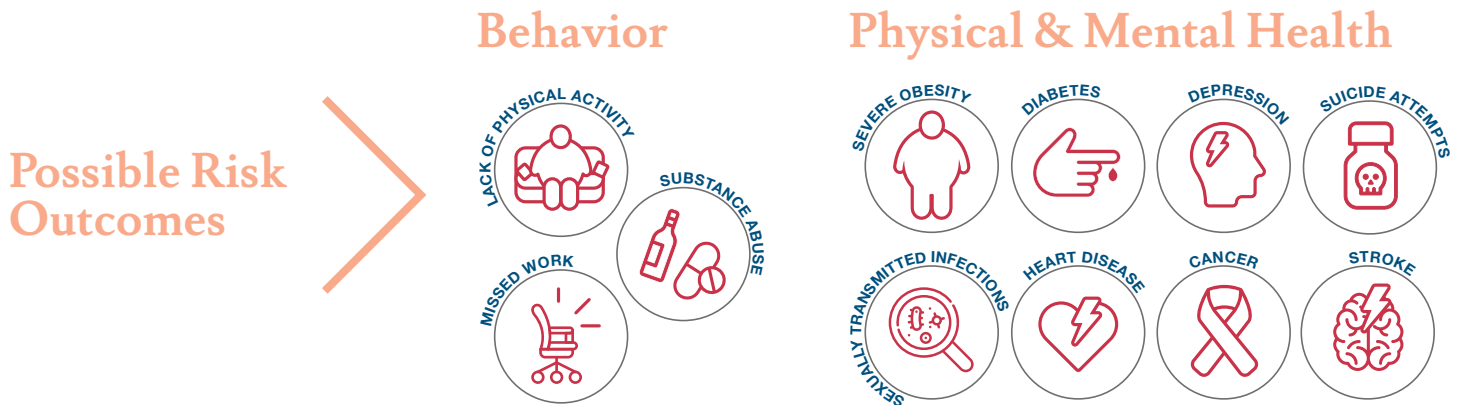 Possible Risk
Outcomes
Behavior
LACK OF PHYSICAL ACTIVITY
SUBSTANCE ABUSE
MISSED WORK
Physical & Mental Health
SEVERE OBESITY
DIABETES
DEPRESSION
SUICIDE ATTEMPTS
SEXUALLY TRANSMITTED INFECTIONS
HEART DISEASE
CANCER
STROKE